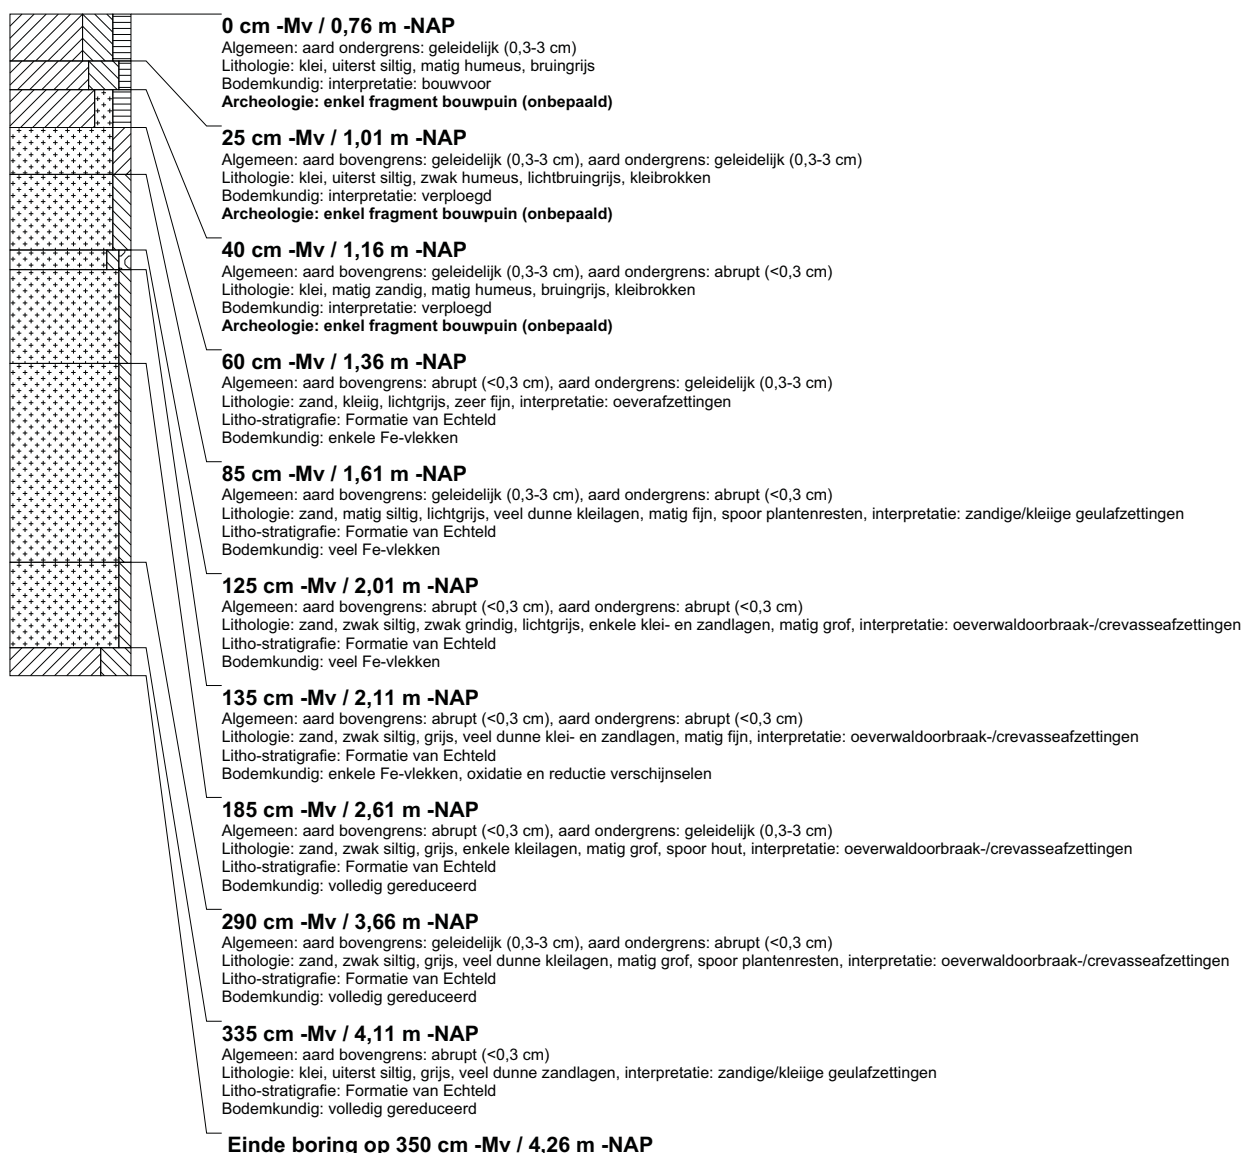 0 cm -Mv / 0,76 m -NAP
Algemeen: aard ondergrens: geleidelijk (0,3-3 cm)
Lithologie: klei, uiterst siltig, matig humeus, bruingrijs
Bodemkundig: interpretatie: bouwvoor
Archeologie: enkel fragment bouwpuin (onbepaald)
25 cm -Mv / 1,01 m -NAP
Algemeen: aard bovengrens: geleidelijk (0,3-3 cm), aard ondergrens: geleidelijk (0,3-3 cm)
Lithologie: klei, uiterst siltig, zwak humeus, lichtbruingrijs, kleibrokken
Bodemkundig: interpretatie: verploegd
Archeologie: enkel fragment bouwpuin (onbepaald)
40 cm -Mv / 1,16 m -NAP
Algemeen: aard bovengrens: geleidelijk (0,3-3 cm), aard ondergrens: abrupt (<0,3 cm)
Lithologie: klei, matig zandig, matig humeus, bruingrijs, kleibrokken
Bodemkundig: interpretatie: verploegd
Archeologie: enkel fragment bouwpuin (onbepaald)
60 cm -Mv / 1,36 m -NAP
Algemeen: aard bovengrens: abrupt (<0,3 cm), aard ondergrens: geleidelijk (0,3-3 cm)
Lithologie: zand, kleiig, lichtgrijs, zeer fijn, interpretatie: oeverafzettingen
Litho-stratigrafie: Formatie van Echteld
Bodemkundig: enkele Fe-vlekken
85 cm -Mv / 1,61 m -NAP
Algemeen: aard bovengrens: geleidelijk (0,3-3 cm), aard ondergrens: abrupt (<0,3 cm)
Lithologie: zand, matig siltig, lichtgrijs, veel dunne kleilagen, matig fijn, spoor plantenresten, interpretatie: zandige/kleiige geulafzettingen
Litho-stratigrafie: Formatie van Echteld
Bodemkundig: veel Fe-vlekken
125 cm -Mv / 2,01 m -NAP
Algemeen: aard bovengrens: abrupt (<0,3 cm), aard ondergrens: abrupt (<0,3 cm)
Lithologie: zand, zwak siltig, zwak grindig, lichtgrijs, enkele klei- en zandlagen, matig grof, interpretatie: oeverwaldoorbraak-/crevasseafzettingen
Litho-stratigrafie: Formatie van Echteld
Bodemkundig: veel Fe-vlekken
135 cm -Mv / 2,11 m -NAP
Algemeen: aard bovengrens: abrupt (<0,3 cm), aard ondergrens: abrupt (<0,3 cm)
Lithologie: zand, zwak siltig, grijs, veel dunne klei- en zandlagen, matig fijn, interpretatie: oeverwaldoorbraak-/crevasseafzettingen
Litho-stratigrafie: Formatie van Echteld
Bodemkundig: enkele Fe-vlekken, oxidatie en reductie verschijnselen
185 cm -Mv / 2,61 m -NAP
Algemeen: aard bovengrens: abrupt (<0,3 cm), aard ondergrens: geleidelijk (0,3-3 cm)
Lithologie: zand, zwak siltig, grijs, enkele kleilagen, matig grof, spoor hout, interpretatie: oeverwaldoorbraak-/crevasseafzettingen
Litho-stratigrafie: Formatie van Echteld
Bodemkundig: volledig gereduceerd
290 cm -Mv / 3,66 m -NAP
Algemeen: aard bovengrens: geleidelijk (0,3-3 cm), aard ondergrens: abrupt (<0,3 cm)
Lithologie: zand, zwak siltig, grijs, veel dunne kleilagen, matig grof, spoor plantenresten, interpretatie: oeverwaldoorbraak-/crevasseafzettingen
Litho-stratigrafie: Formatie van Echteld
Bodemkundig: volledig gereduceerd
335 cm -Mv / 4,11 m -NAP
Algemeen: aard bovengrens: abrupt (<0,3 cm)
Lithologie: klei, uiterst siltig, grijs, veel dunne zandlagen, interpretatie: zandige/kleiige geulafzettingen
Litho-stratigrafie: Formatie van Echteld
Bodemkundig: volledig gereduceerd
Einde boring op 350 cm -Mv / 4,26 m -NAP